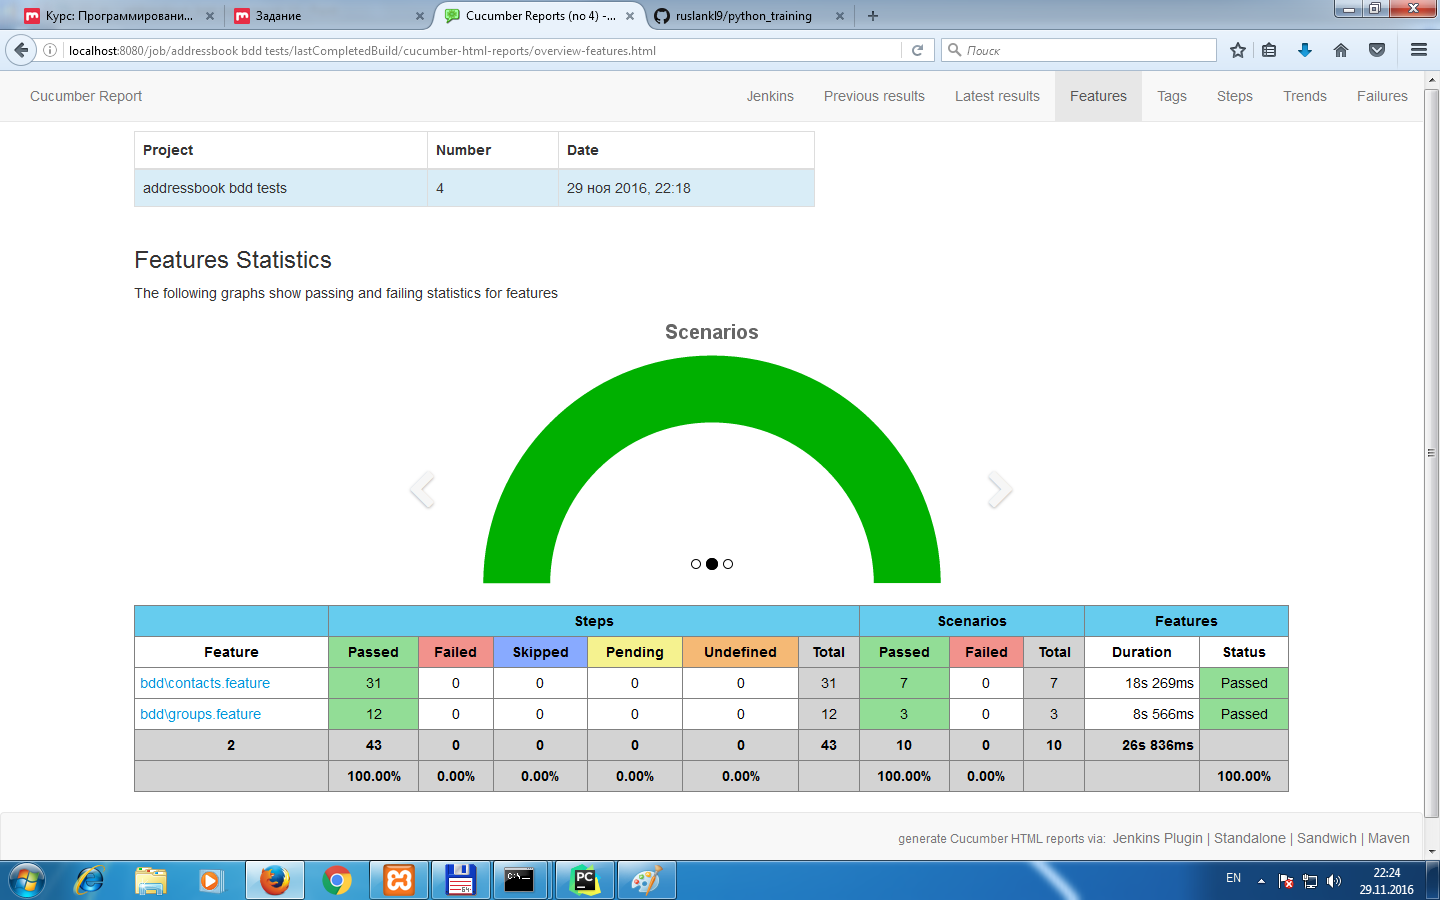 Курс: Программировани...
Задание
Cucumber Reports (no 4) -...
ruslankl9/python_training
localhost:8080/job/addressbook bdd tests/lastCompletedBuild/cucumber-html-reports/overview-features.html
Поиск
Cucumber Report
Jenkins Previous results Latest results Features Tags Steps Trends Failures
Project Number Date
addressbook bdd tests 4 29 ноя 2016, 22:18
Features Statistics
The following graphs show passing and failing statistics for features
Scenarios
Steps Scenarios Features
Feature Passed Failed Skipped Pending Undefined Total Passed Failed Total Duration Status
bdd\contacts.feature 31 0 0 0 0 31 7 0 7 18s 269ms Passed
bdd\groups.feature 12 0 0 0 0 12 3 0 3 8s 566ms Passed
2 43 0 0 0 0 43 10 0 10 26s 836ms
100.00% 0.00% 0.00% 0.00% 0.00% 100.00% 0.00% 100.00%
generate Cucumber HTML reports via: Jenkins Plugin | Standalone | Sandwich | Maven
C:\_
64
PC
EN
22:24
29.11.2016